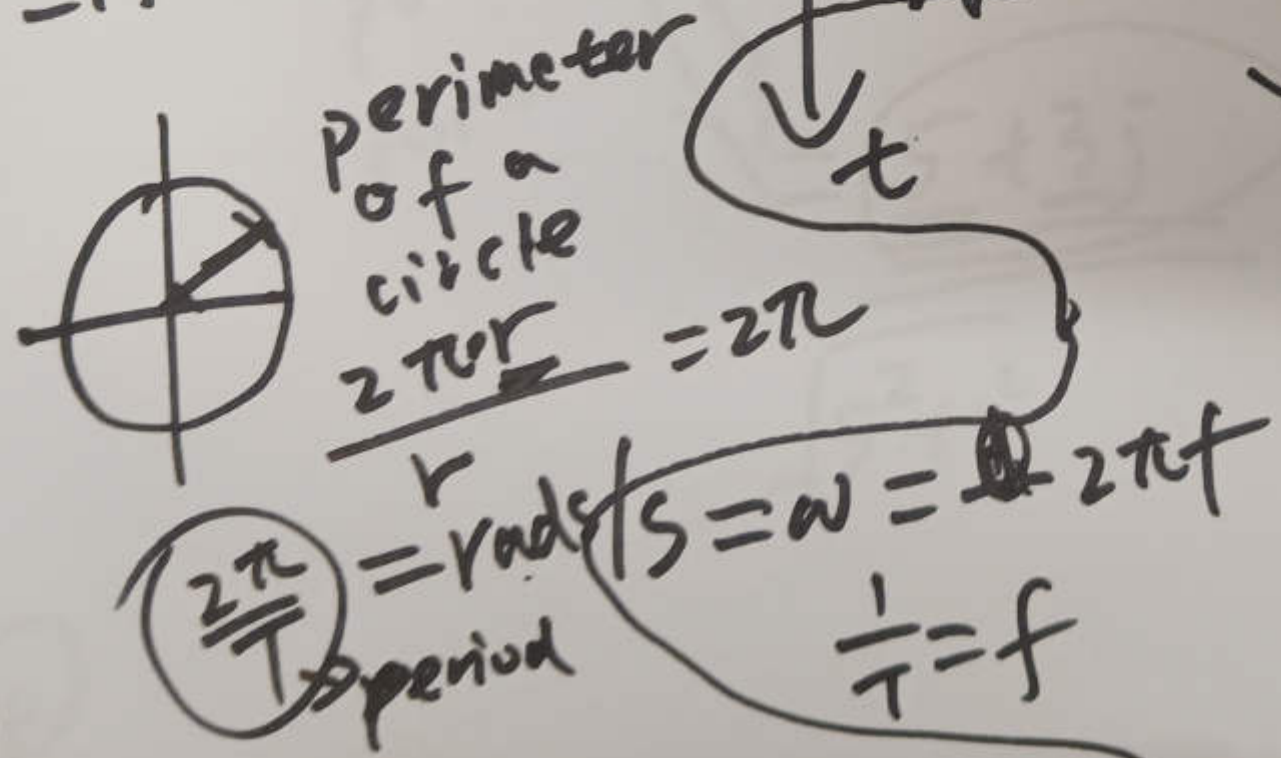 perimeter
of a
circle
t
2πr
/ r = 2π
2π/T = rads/s = ω = 2πf
period
1/T = f